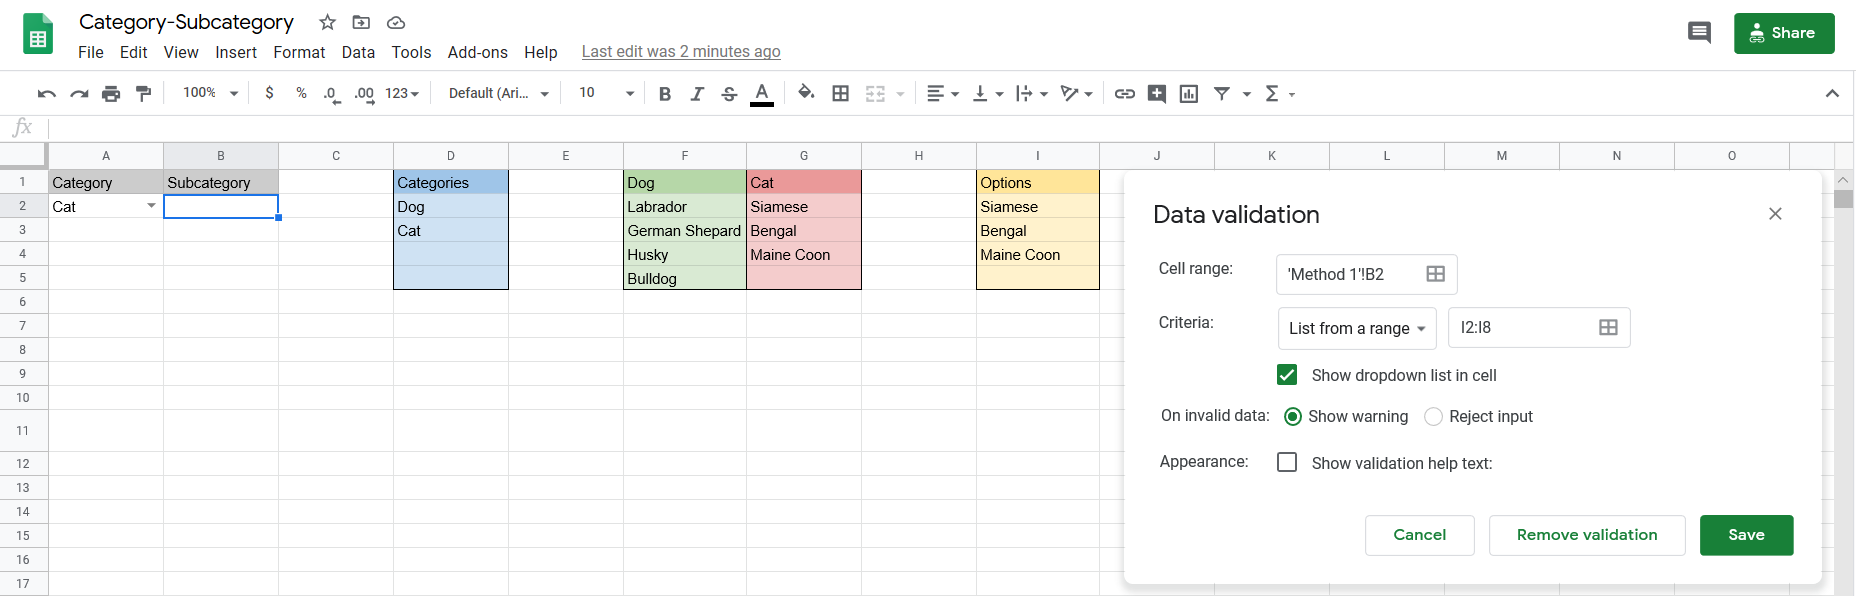 Category-Subcategory
File Edit View Insert Format Data Tools Add-ons Help Last edit was 2 minutes ago
Share
100% $ % .0 .00 123 Default (Ari... 10 B I S A Σ
fx
A B C D E F G H I J K L M N O
1 Category Subcategory Categories Dog Cat Options
2 Cat Dog Labrador Siamese Siamese
3 Cat German Shepard Bengal Bengal
4 Husky Maine Coon Maine Coon
5 Bulldog
6
7
8
9
10
11
12
13
14
15
16
17
Data validation
Cell range: 'Method 1'!B2
Criteria: List from a range I2:I8
Show dropdown list in cell
On invalid data: Show warning Reject input
Appearance: Show validation help text:
Cancel Remove validation Save